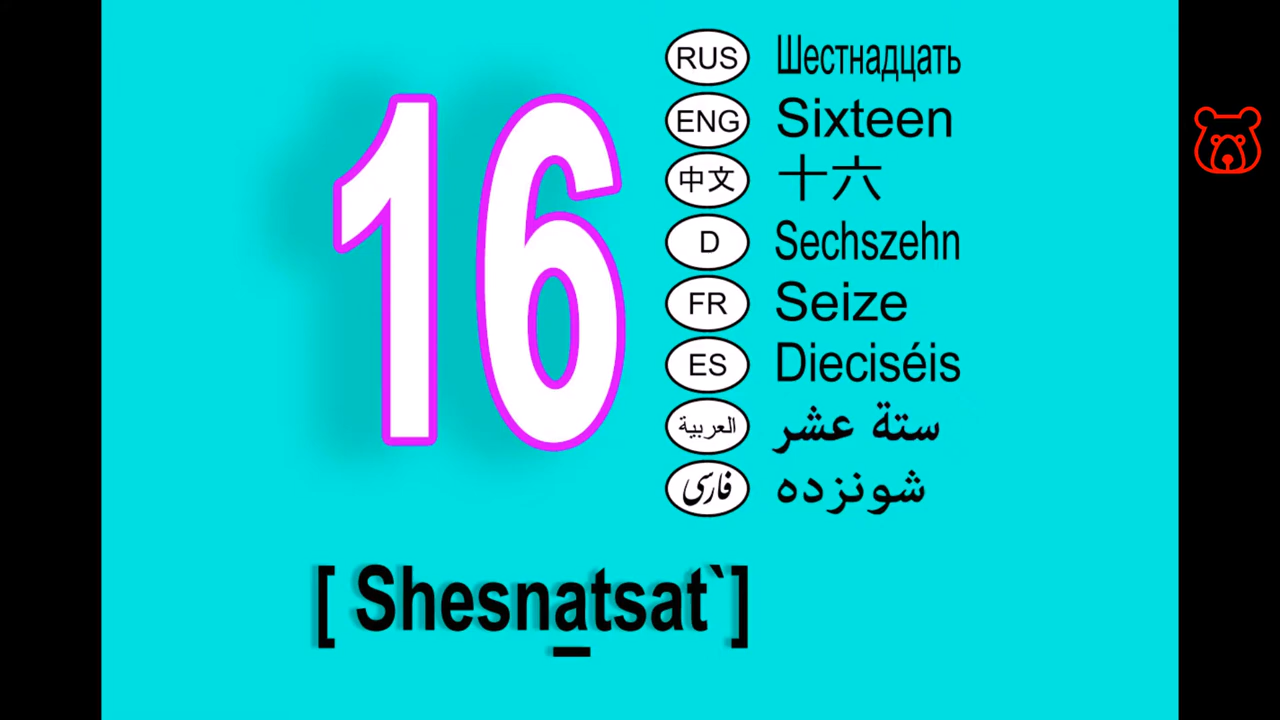 16
RUS Шестнадцать
ENG Sixteen
中文 十六
D Sechszehn
FR Seize
ES Dieciséis
العربية ستة عشر
فارسی شونزده
[ Shesnatsat`]